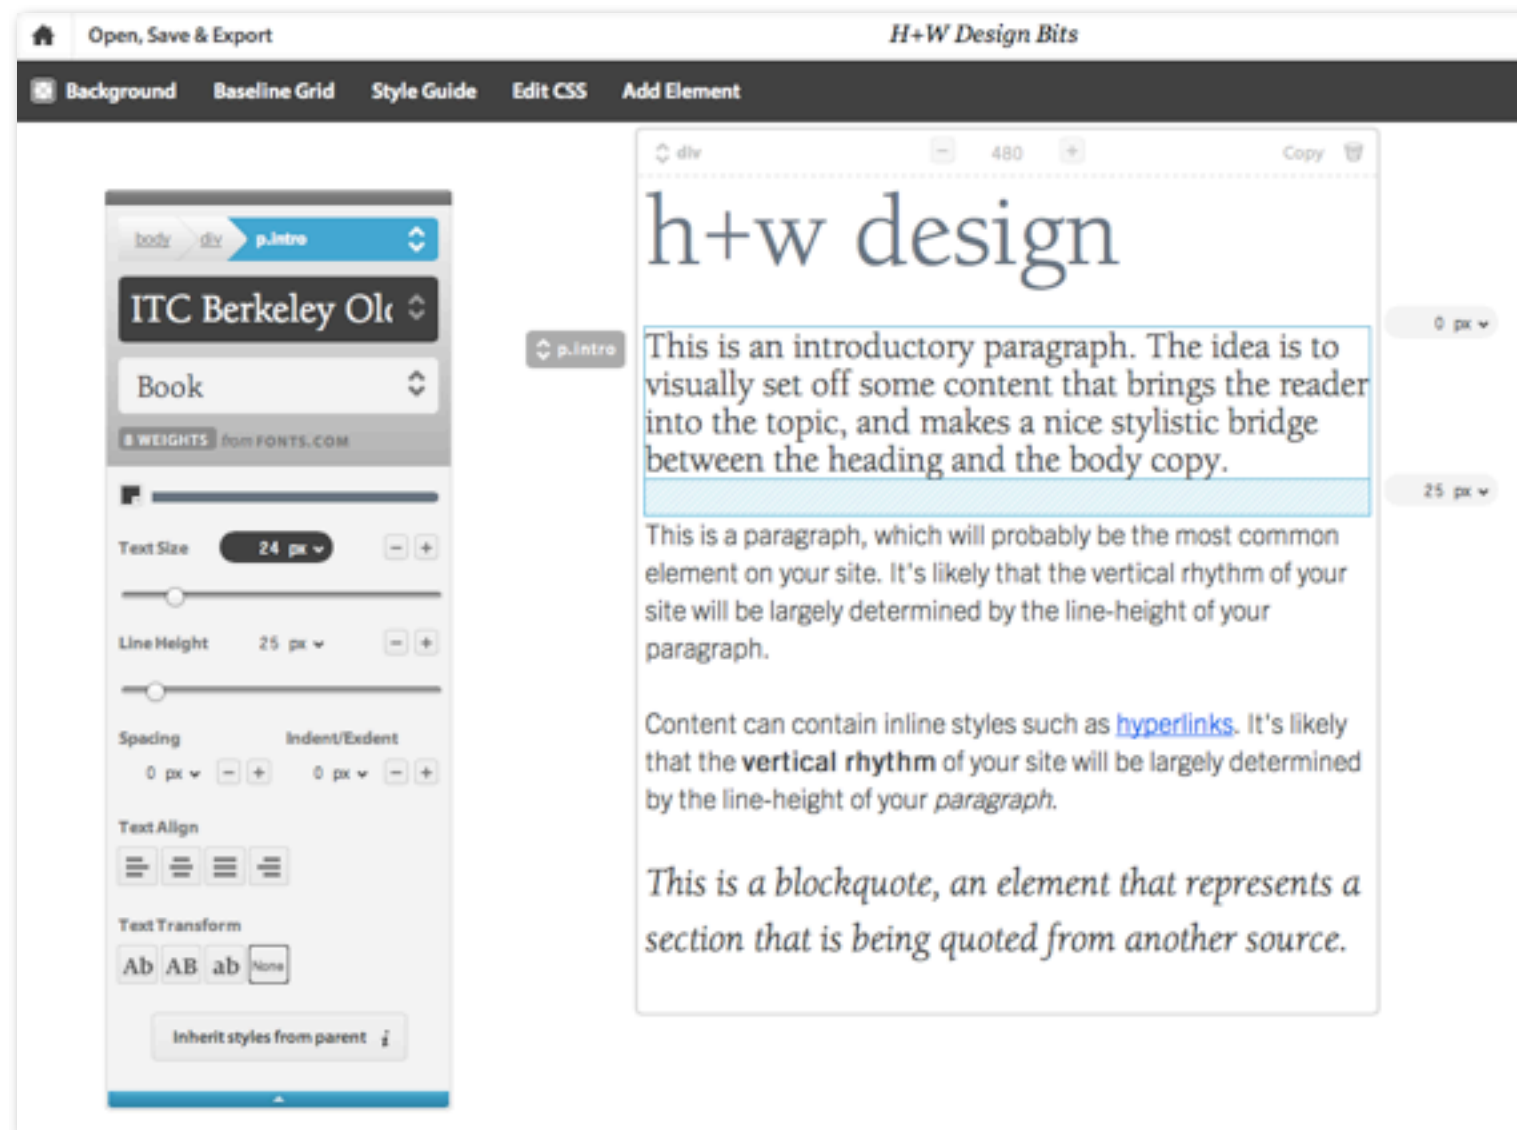 Open, Save & Export
H+W Design Bits
Background Baseline Grid Style Guide Edit CSS Add Element
body div p.intro
ITC Berkeley Ol
Book
8 WEIGHTS from FONTS.COM
Text Size 24 px - +
Line Height 25 px - +
Spacing Indent/Exdent
0 px - + 0 px - +
Text Align
Text Transform
Ab AB ab None
Inherit styles from parent i
div - 480 + Copy
h+w design
p.intro
This is an introductory paragraph. The idea is to
visually set off some content that brings the reader
into the topic, and makes a nice stylistic bridge
between the heading and the body copy.
0 px
25 px
This is a paragraph, which will probably be the most common
element on your site. It's likely that the vertical rhythm of your
site will be largely determined by the line-height of your
paragraph.
Content can contain inline styles such as hyperlinks. It's likely
that the vertical rhythm of your site will be largely determined
by the line-height of your paragraph.
This is a blockquote, an element that represents a
section that is being quoted from another source.